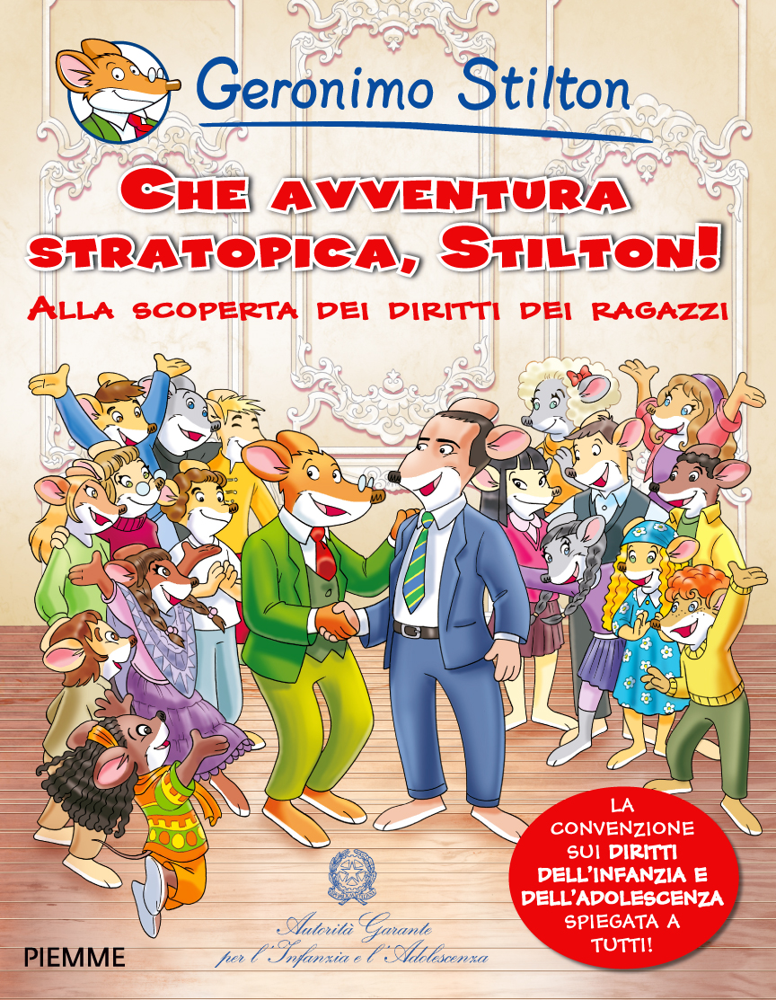 Geronimo Stilton
CHE AVVENTURA
STRATOPICA, STILTON!
ALLA SCOPERTA DEI DIRITTI DEI RAGAZZI
LA
CONVENZIONE
SUI DIRITTI
DELL'INFANZIA E
DELL'ADOLESCENZA
SPIEGATA A
TUTTI!
Autorità Garante
per l'Infanzia e l'Adolescenza
PIEMME